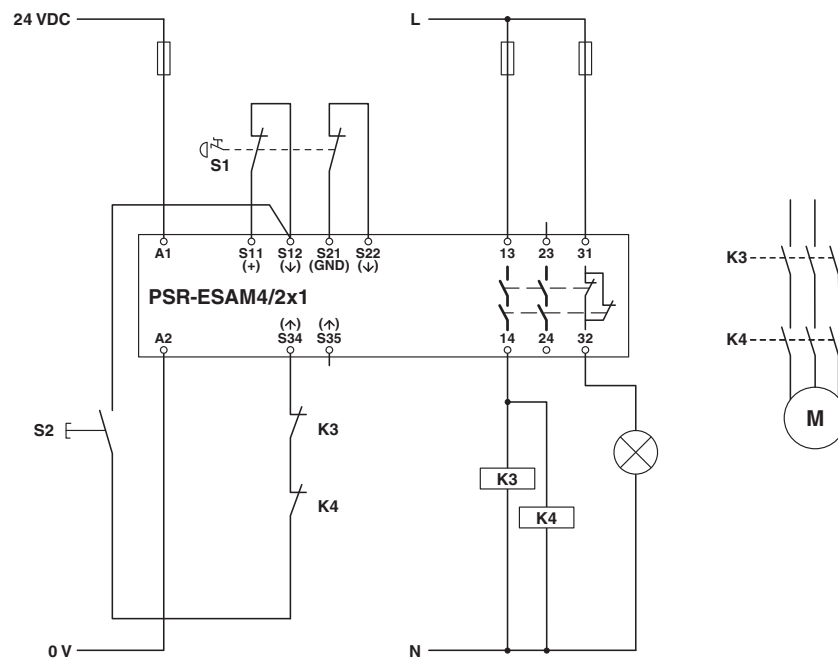 24 VDC
L
S1
A1
S11
(+)
S12
(↓)
S21
(GND)
S22
(↓)
13
23
31
PSR-ESAM4/2x1
A2
(↑)
S34
(↑)
S35
14
24
32
S2
K3
K4
K3
K4
0 V
N
K3
K4
M